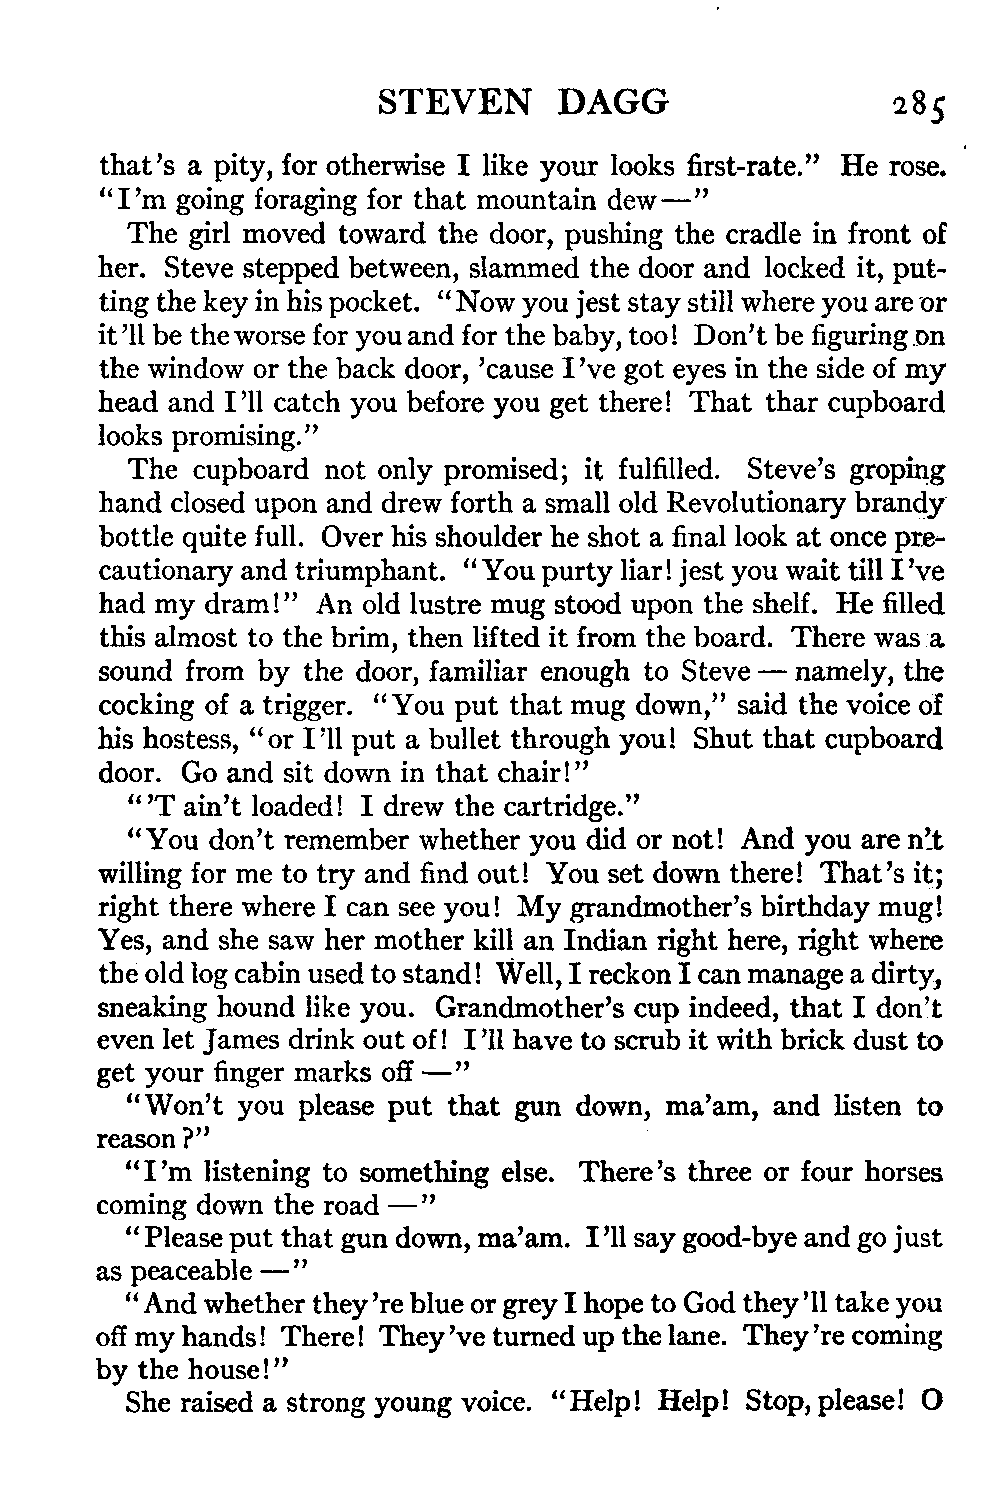 STEVEN DAGG 285
that's a pity, for otherwise I like your looks first-rate." He rose.
"I'm going foraging for that mountain dew—"
The girl moved toward the door, pushing the cradle in front of
her. Steve stepped between, slammed the door and locked it, put-
ting the key in his pocket. "Now you jest stay still where you are or
it'll be the worse for you and for the baby, too! Don't be figuring on
the window or the back door, 'cause I've got eyes in the side of my
head and I'll catch you before you get there! That thar cupboard
looks promising."
The cupboard not only promised; it fulfilled. Steve's groping
hand closed upon and drew forth a small old Revolutionary brandy
bottle quite full. Over his shoulder he shot a final look at once pre-
cautionary and triumphant. "You purty liar! jest you wait till I've
had my dram!" An old lustre mug stood upon the shelf. He filled
this almost to the brim, then lifted it from the board. There was a
sound from by the door, familiar enough to Steve — namely, the
cocking of a trigger. "You put that mug down," said the voice of
his hostess, "or I'll put a bullet through you! Shut that cupboard
door. Go and sit down in that chair!"
"'T ain't loaded! I drew the cartridge."
"You don't remember whether you did or not! And you are n't
willing for me to try and find out! You set down there! That's it;
right there where I can see you! My grandmother's birthday mug!
Yes, and she saw her mother kill an Indian right here, right where
the old log cabin used to stand! Well, I reckon I can manage a dirty,
sneaking hound like you. Grandmother's cup indeed, that I don't
even let James drink out of! I'll have to scrub it with brick dust to
get your finger marks off —"
"Won't you please put that gun down, ma'am, and listen to
reason?"
"I'm listening to something else. There's three or four horses
coming down the road —"
"Please put that gun down, ma'am. I'll say good-bye and go just
as peaceable —"
"And whether they're blue or grey I hope to God they'll take you
off my hands! There! They've turned up the lane. They're coming
by the house!"
She raised a strong young voice. "Help! Help! Stop, please! O